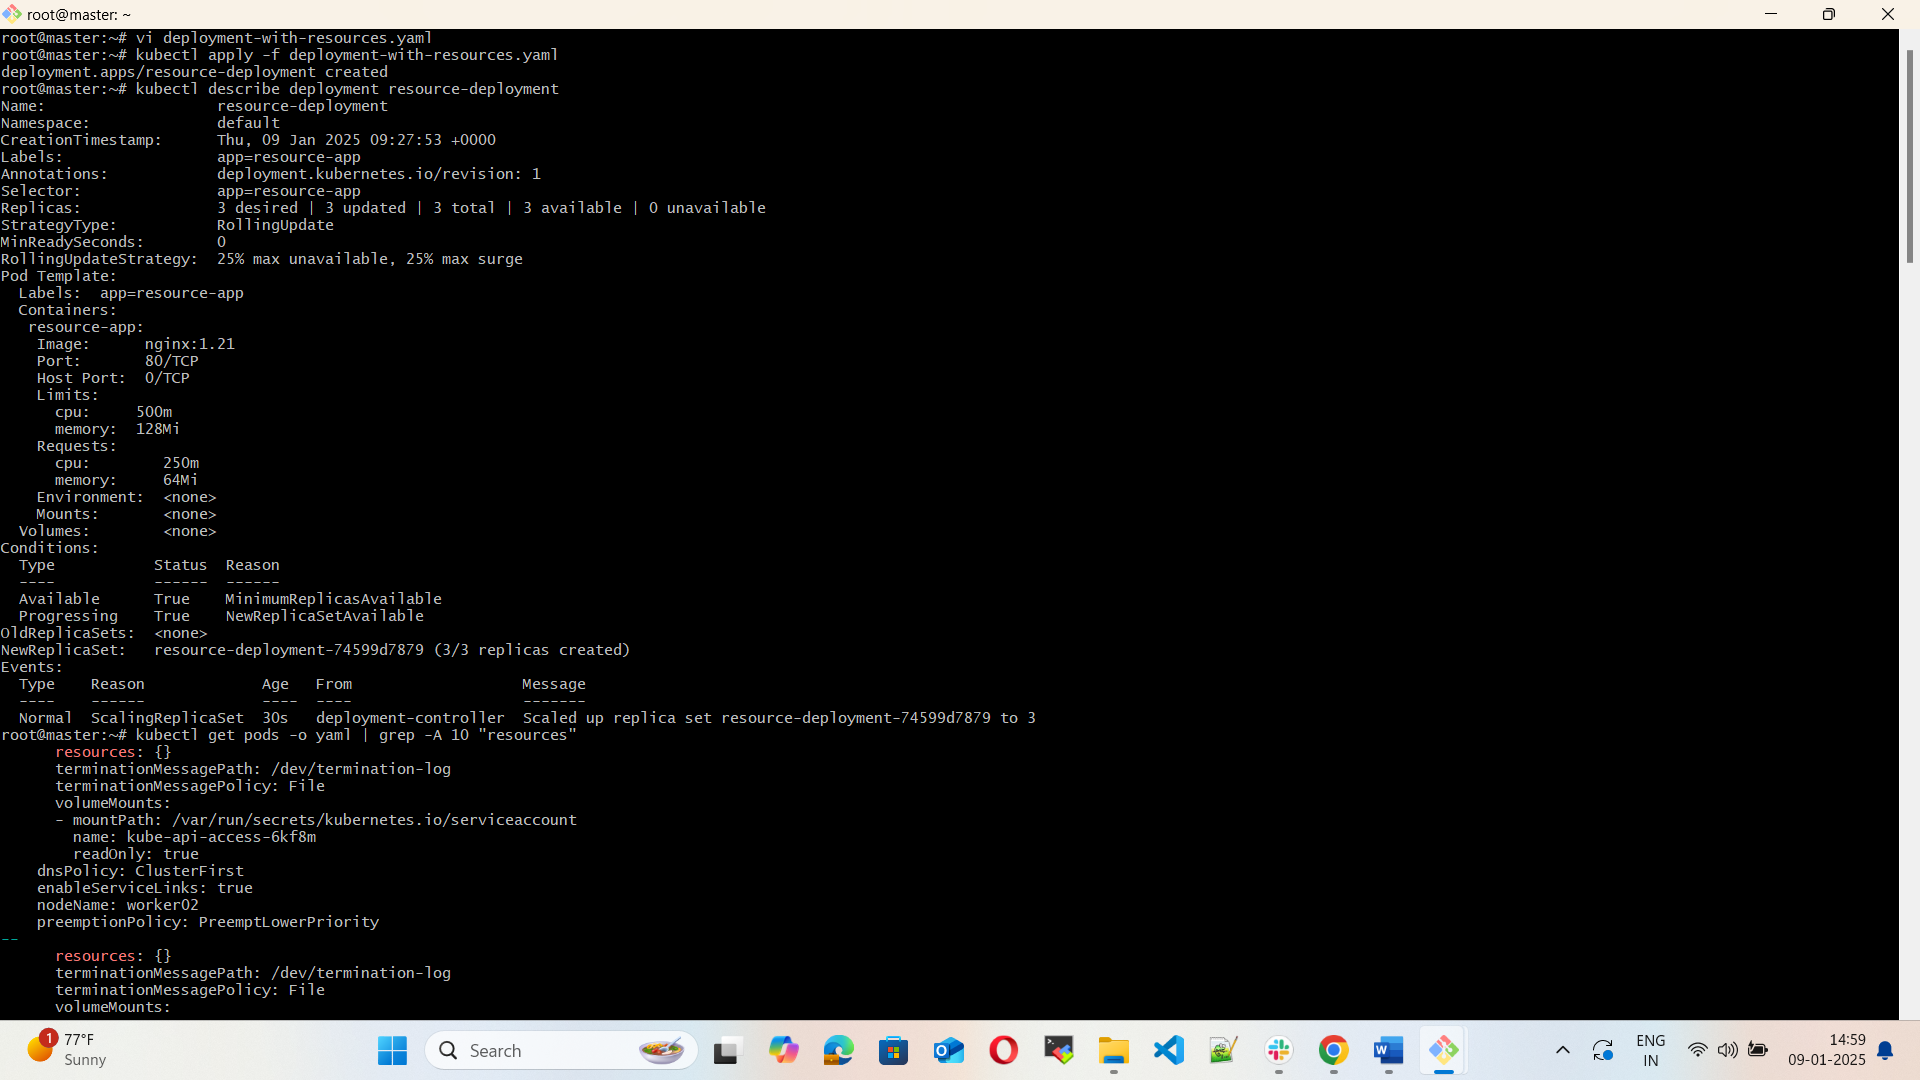 root@master: ~
root@master:~# vi deployment-with-resources.yaml
root@master:~# kubectl apply -f deployment-with-resources.yaml
deployment.apps/resource-deployment created
root@master:~# kubectl describe deployment resource-deployment
Name:                   resource-deployment
Namespace:              default
CreationTimestamp:      Thu, 09 Jan 2025 09:27:53 +0000
Labels:                 app=resource-app
Annotations:            deployment.kubernetes.io/revision: 1
Selector:               app=resource-app
Replicas:               3 desired | 3 updated | 3 total | 3 available | 0 unavailable
StrategyType:           RollingUpdate
MinReadySeconds:        0
RollingUpdateStrategy:  25% max unavailable, 25% max surge
Pod Template:
  Labels:  app=resource-app
  Containers:
   resource-app:
    Image:      nginx:1.21
    Port:       80/TCP
    Host Port:  0/TCP
    Limits:
      cpu:     500m
      memory:  128Mi
    Requests:
      cpu:        250m
      memory:     64Mi
    Environment:  <none>
    Mounts:       <none>
  Volumes:        <none>
Conditions:
  Type           Status  Reason
  ----           ------  ------
  Available      True    MinimumReplicasAvailable
  Progressing    True    NewReplicaSetAvailable
OldReplicaSets:  <none>
NewReplicaSet:   resource-deployment-74599d7879 (3/3 replicas created)
Events:
  Type    Reason             Age   From                   Message
  ----    ------             ----  ----                   -------
  Normal  ScalingReplicaSet  30s   deployment-controller  Scaled up replica set resource-deployment-74599d7879 to 3
root@master:~# kubectl get pods -o yaml | grep -A 10 "resources"
      resources: {}
      terminationMessagePath: /dev/termination-log
      terminationMessagePolicy: File
      volumeMounts:
      - mountPath: /var/run/secrets/kubernetes.io/serviceaccount
        name: kube-api-access-6kf8m
        readOnly: true
    dnsPolicy: ClusterFirst
    enableServiceLinks: true
    nodeName: worker02
    preemptionPolicy: PreemptLowerPriority
--
      resources: {}
      terminationMessagePath: /dev/termination-log
      terminationMessagePolicy: File
      volumeMounts:
1
77°F
Sunny
Search
ENG
IN
14:59
09-01-2025